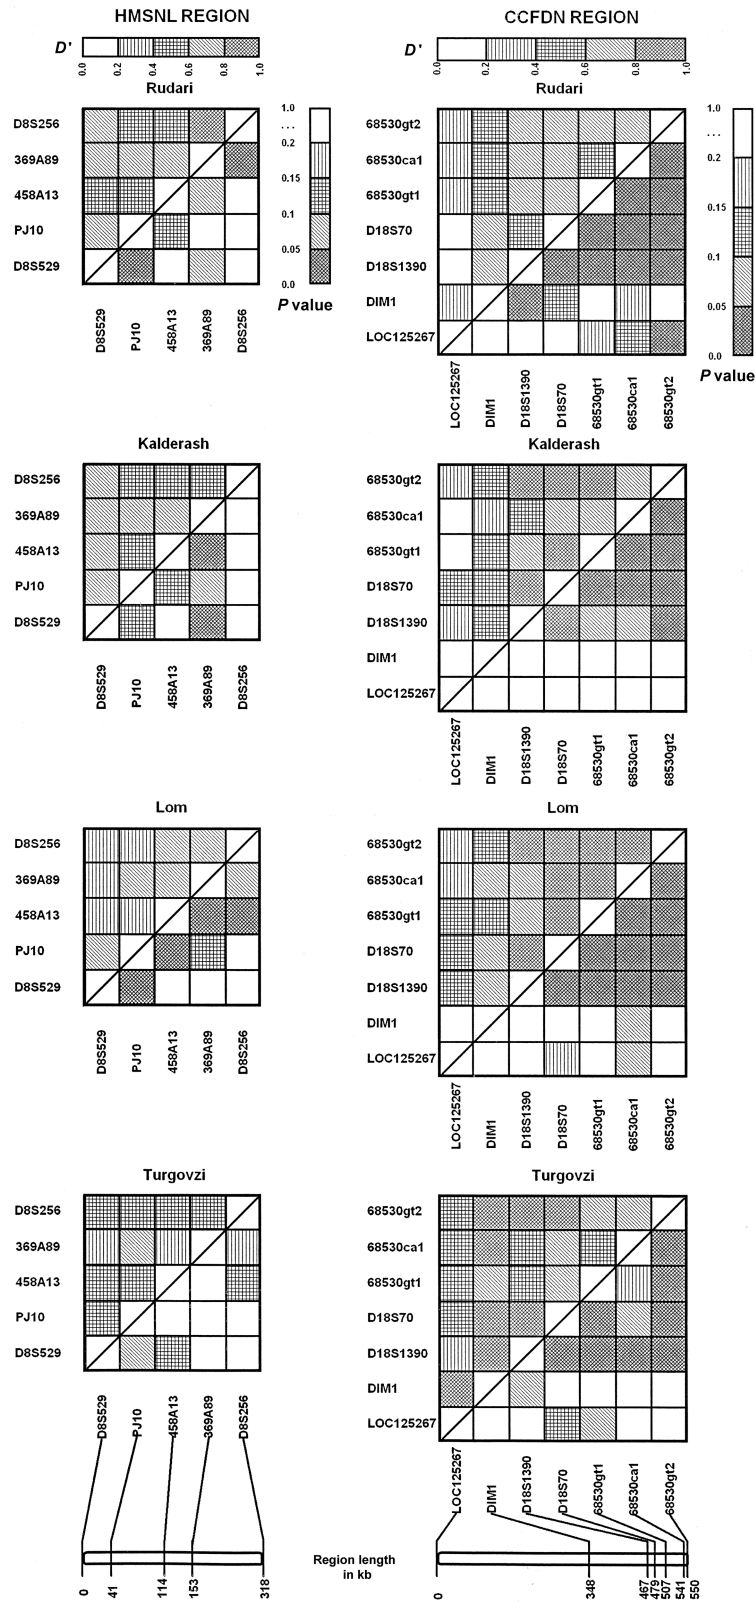 HMSNL REGION
D'
0.0 0.2 0.4 0.6 0.8 1.0
Rudari
D8S256
369A89
458A13
PJ10
D8S529
D8S529 PJ10 458A13 369A89 D8S256
1.0
...
0.2
0.15
0.1
0.05
0.0
P value
CCFDN REGION
D'
0.0 0.2 0.4 0.6 0.8 1.0
Rudari
68530gt2
68530ca1
68530gt1
D18S70
D18S1390
DIM1
LOC125267
LOC125267 DIM1 D18S1390 D18S70 68530gt1 68530ca1 68530gt2
1.0
...
0.2
0.15
0.1
0.05
0.0
P value
Kalderash
D8S256
369A89
458A13
PJ10
D8S529
D8S529 PJ10 458A13 369A89 D8S256
Kalderash
68530gt2
68530ca1
68530gt1
D18S70
D18S1390
DIM1
LOC125267
LOC125267 DIM1 D18S1390 D18S70 68530gt1 68530ca1 68530gt2
Lom
D8S256
369A89
458A13
PJ10
D8S529
D8S529 PJ10 458A13 369A89 D8S256
Lom
68530gt2
68530ca1
68530gt1
D18S70
D18S1390
DIM1
LOC125267
LOC125267 DIM1 D18S1390 D18S70 68530gt1 68530ca1 68530gt2
Turgovzi
D8S256
369A89
458A13
PJ10
D8S529
D8S529 PJ10 458A13 369A89 D8S256
0 41 114 153 318
Turgovzi
68530gt2
68530ca1
68530gt1
D18S70
D18S1390
DIM1
LOC125267
LOC125267 DIM1 D18S1390 D18S70 68530gt1 68530ca1 68530gt2
Region length
in kb
0 348 467 479 507 541 550